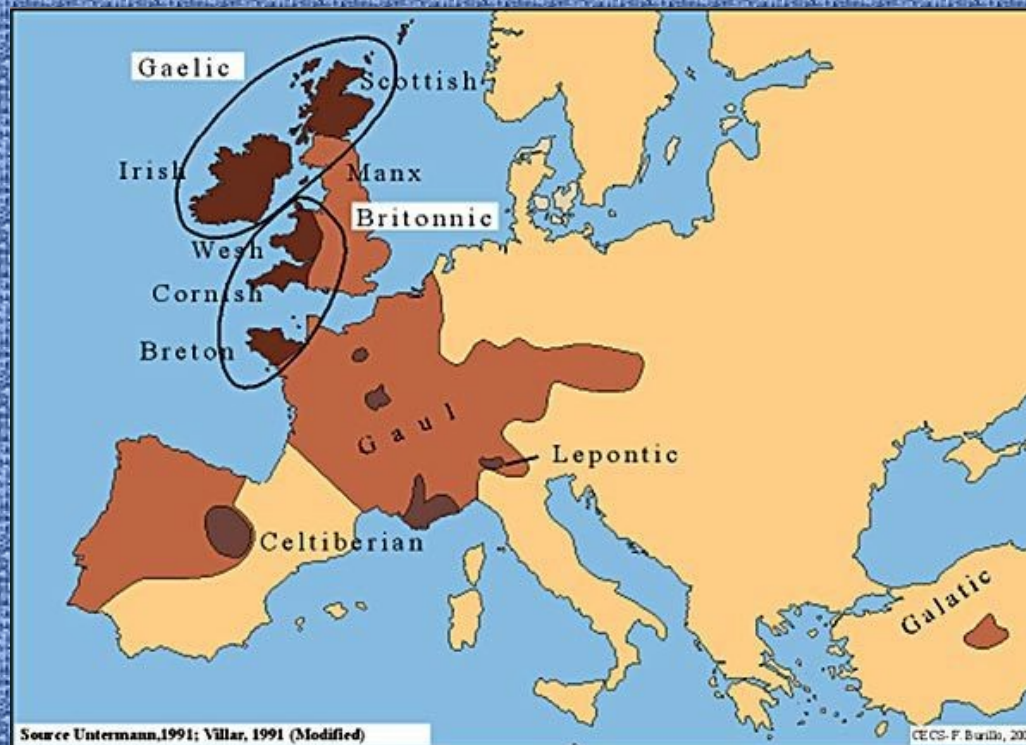 Gaelic
Scottish
Irish
Manx
Britonnic
Wesh
Cornish
Breton
Gaul
Lepontic
Celtiberian
Galatic
Source Untermann,1991; Villar, 1991 (Modified)
CECS- F. Burillo, 200